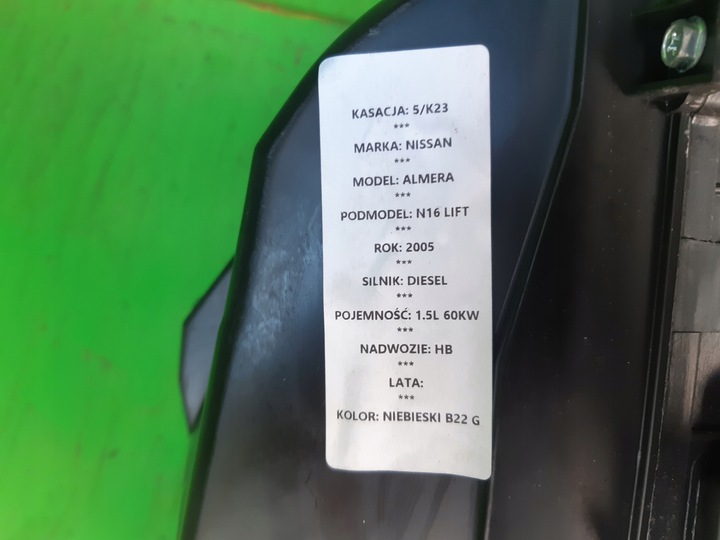 KASACJA: 5/K23
***
MARKA: NISSAN
***
MODEL: ALMERA
***
PODMODEL: N16 LIFT
***
ROK: 2005
***
SILNIK: DIESEL
***
POJEMNOŚĆ: 1.5L 60KW
***
NADWOZIE: HB
***
LATA:
***
KOLOR: NIEBIESKI B22 G